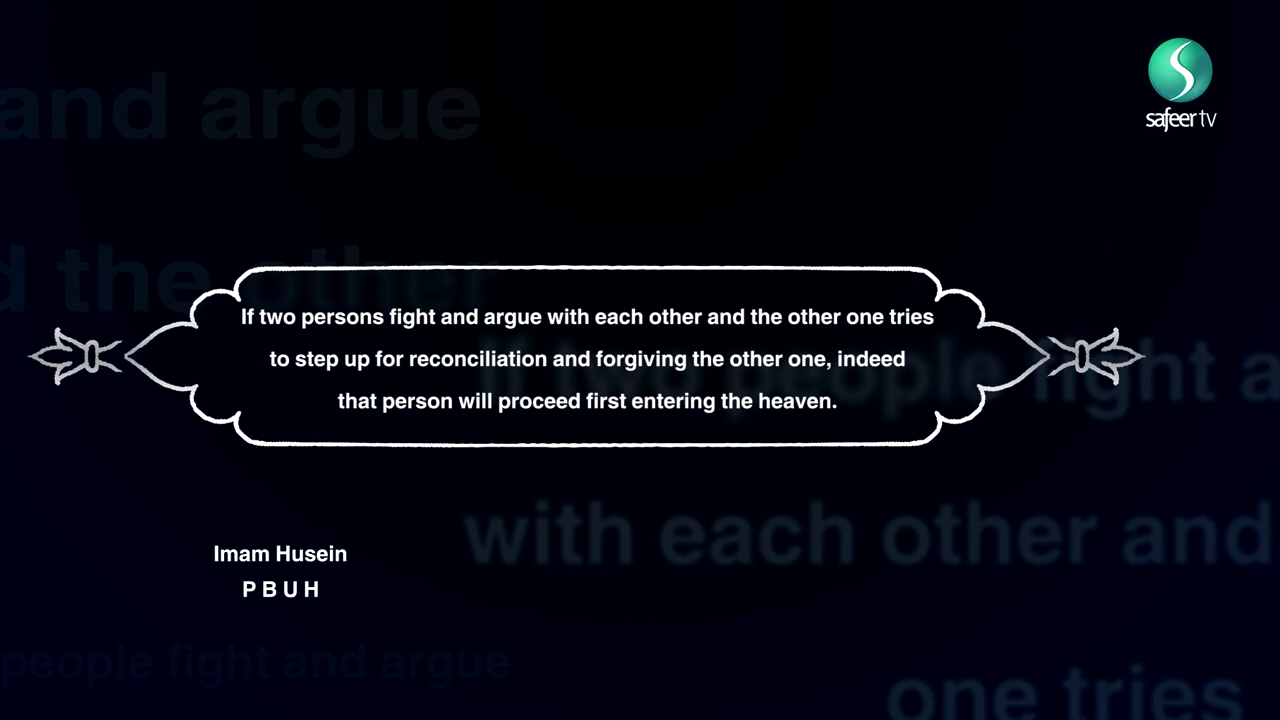 and argue
safeer tv
d the other
If two persons fight and argue with each other and the other one tries
to step up for reconciliation and forgiving the other one, indeed
that person will proceed first entering the heaven.
If two people fight a
with each other and
Imam Husein
P B U H
people fight and argue
one tries